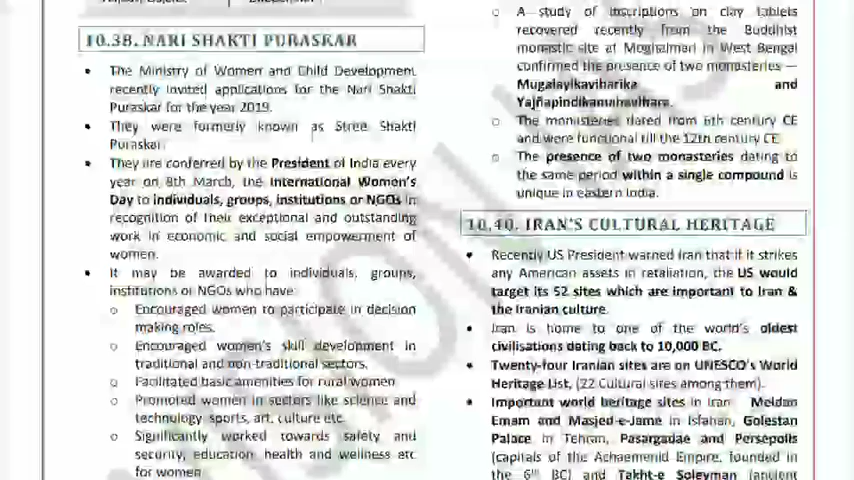 10.38. NARI SHAKTI PURASKAR
• The Ministry of Women and Child Development
recently invited applications for the Nari Shakti
Puraskar for the year 2019.
• They were formerly known as Stree Shakti
Puraskar.
• They are conferred by the President of India every
year on 8th March, the International Women's
Day to individuals, groups, institutions or NGOs in
recognition of their exceptional and outstanding
work in economic and social empowerment of
women.
• It may be awarded to individuals, groups,
institutions or NGOs who have:
o Encouraged women to participate in decision
making roles.
o Encouraged women's skill development in
traditional and non-traditional sectors.
o Facilitated basic amenities for rural women
o Promoted women in sectors like science and
technology, sports, art, culture etc.
o Significantly worked towards safety and
security, education, health and wellness etc
for women
o A study of inscriptions on clay tablets
recovered recently from the Buddhist
monastic site at Moghalmari in West Bengal
confirmed the presence of two monasteries —
Mugalayikaviharika and
Yajñapindikamahavihara.
o The monasteries dated from 6th century CE
and were functional till the 12th century CE
o The presence of two monasteries dating to
the same period within a single compound is
unique in eastern India.
10.40. IRAN'S CULTURAL HERITAGE
• Recently US President warned Iran that if it strikes
any American assets in retaliation, the US would
target its 52 sites which are important to Iran &
the Iranian culture.
• Iran is home to one of the world's oldest
civilisations dating back to 10,000 BC.
• Twenty-four Iranian sites are on UNESCO's World
Heritage List, (22 Cultural sites among them).
• Important world heritage sites in Iran Meidan
Emam and Masjed-e-Jame in Isfahan, Golestan
Palace in Tehran, Pasargadae and Persepolis
(capitals of the Achaemenid Empire, founded in
the 6th BC) and Takht-e Soleyman (ancient